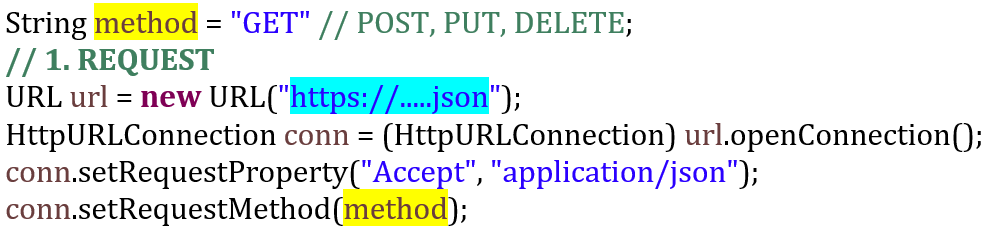 String method = "GET" // POST, PUT, DELETE;
// 1. REQUEST
URL url = new URL("https://.....json");
HttpURLConnection conn = (HttpURLConnection) url.openConnection();
conn.setRequestProperty("Accept", "application/json");
conn.setRequestMethod(method);